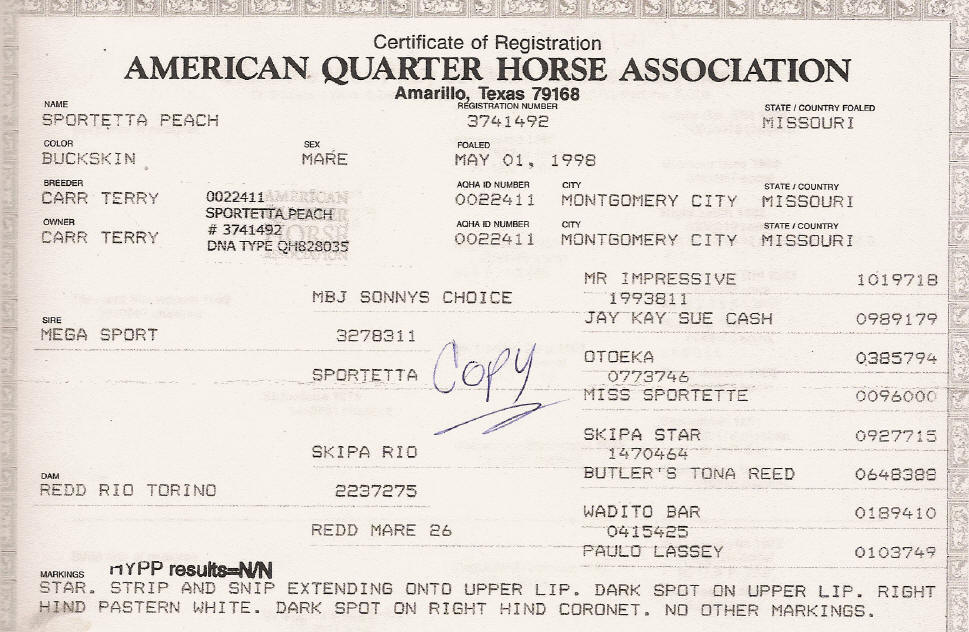 Certificate of Registration
AMERICAN QUARTER HORSE ASSOCIATION
Amarillo, Texas 79168
NAME REGISTRATION NUMBER STATE / COUNTRY FOALED
SPORTETTA PEACH 3741492 MISSOURI
COLOR SEX FOALED
BUCKSKIN MARE MAY 01, 1998
BREEDER AQHA ID NUMBER CITY STATE / COUNTRY
CARR TERRY 0022411 0022411 MONTGOMERY CITY MISSOURI
AMERICAN
SPORTETTA PEACH
QUARTER
OWNER AQHA ID NUMBER CITY STATE / COUNTRY
# 3741492
HORSE
CARR TERRY 0022411 MONTGOMERY CITY MISSOURI
DNA TYPE QH828035
ASSOCIATION
MR IMPRESSIVE 1019718
MBJ SONNYS CHOICE 1993811
JAY KAY SUE CASH 0989179
SIRE
MEGA SPORT 3278311
OTOEKA 0385794
SPORTETTA 0773746
Copy
MISS SPORTETTE 0096000
SKIPA STAR 0927715
SKIPA RIO 1470464
BUTLER'S TONA REED 0648388
DAM
REDD RIO TORINO 2237275
WADITO BAR 0189410
REDD MARE 26 0415425
PAULO LASSEY 0103749
MARKINGS HYPP results=N/N
STAR. STRIP AND SNIP EXTENDING ONTO UPPER LIP. DARK SPOT ON UPPER LIP. RIGHT
HIND PASTERN WHITE. DARK SPOT ON RIGHT HIND CORONET. NO OTHER MARKINGS.